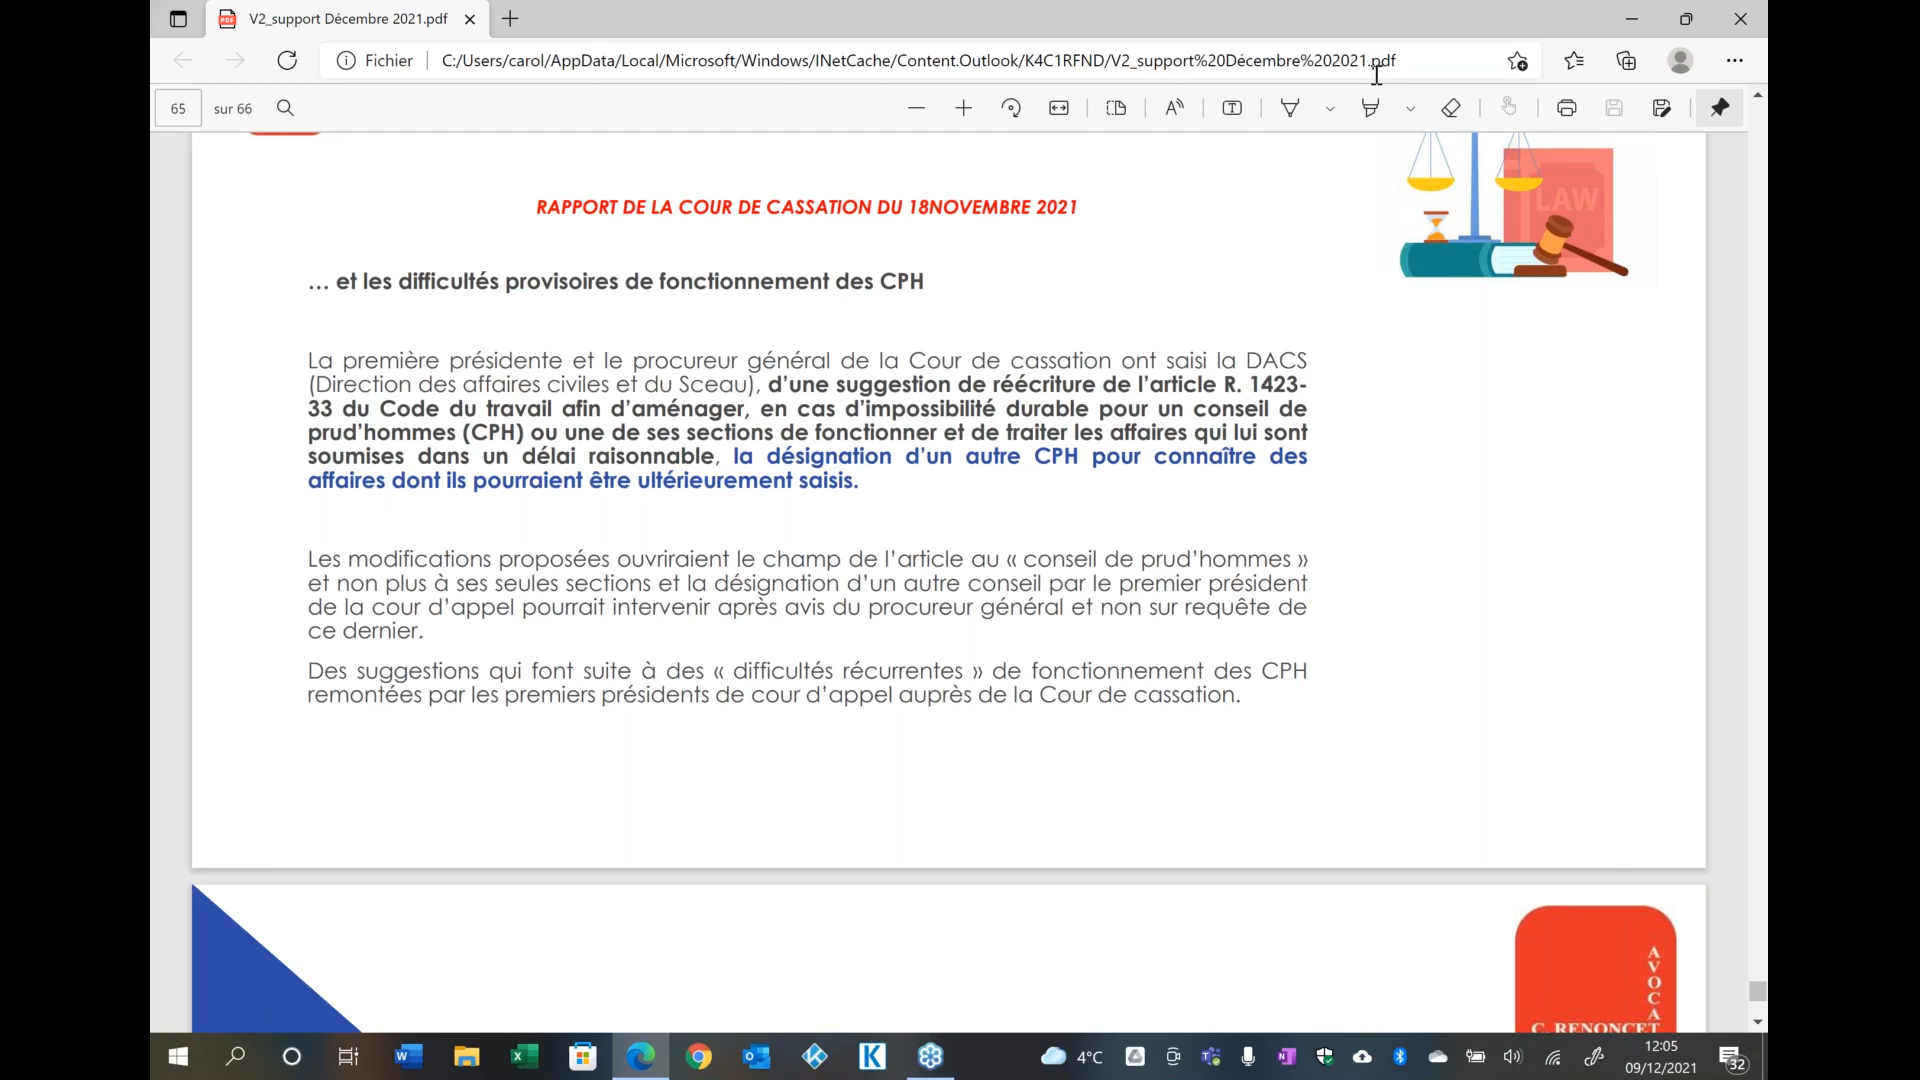 V2_support Décembre 2021.pdf
Fichier
C:/Users/carol/AppData/Local/Microsoft/Windows/INetCache/Content.Outlook/K4C1RFND/V2_support%20Décembre%202021.pdf
65 sur 66
LAW
RAPPORT DE LA COUR DE CASSATION DU 18NOVEMBRE 2021
… et les difficultés provisoires de fonctionnement des CPH
La première présidente et le procureur général de la Cour de cassation ont saisi la DACS
(Direction des affaires civiles et du Sceau), d’une suggestion de réécriture de l’article R. 1423-
33 du Code du travail afin d’aménager, en cas d’impossibilité durable pour un conseil de
prud’hommes (CPH) ou une de ses sections de fonctionner et de traiter les affaires qui lui sont
soumises dans un délai raisonnable, la désignation d’un autre CPH pour connaître des
affaires dont ils pourraient être ultérieurement saisis.
Les modifications proposées ouvriraient le champ de l’article au « conseil de prud’hommes »
et non plus à ses seules sections et la désignation d’un autre conseil par le premier président
de la cour d’appel pourrait intervenir après avis du procureur général et non sur requête de
ce dernier.
Des suggestions qui font suite à des « difficultés récurrentes » de fonctionnement des CPH
remontées par les premiers présidents de cour d’appel auprès de la Cour de cassation.
AVOCA
C. RENONCET
4°C
12:05
09/12/2021
32